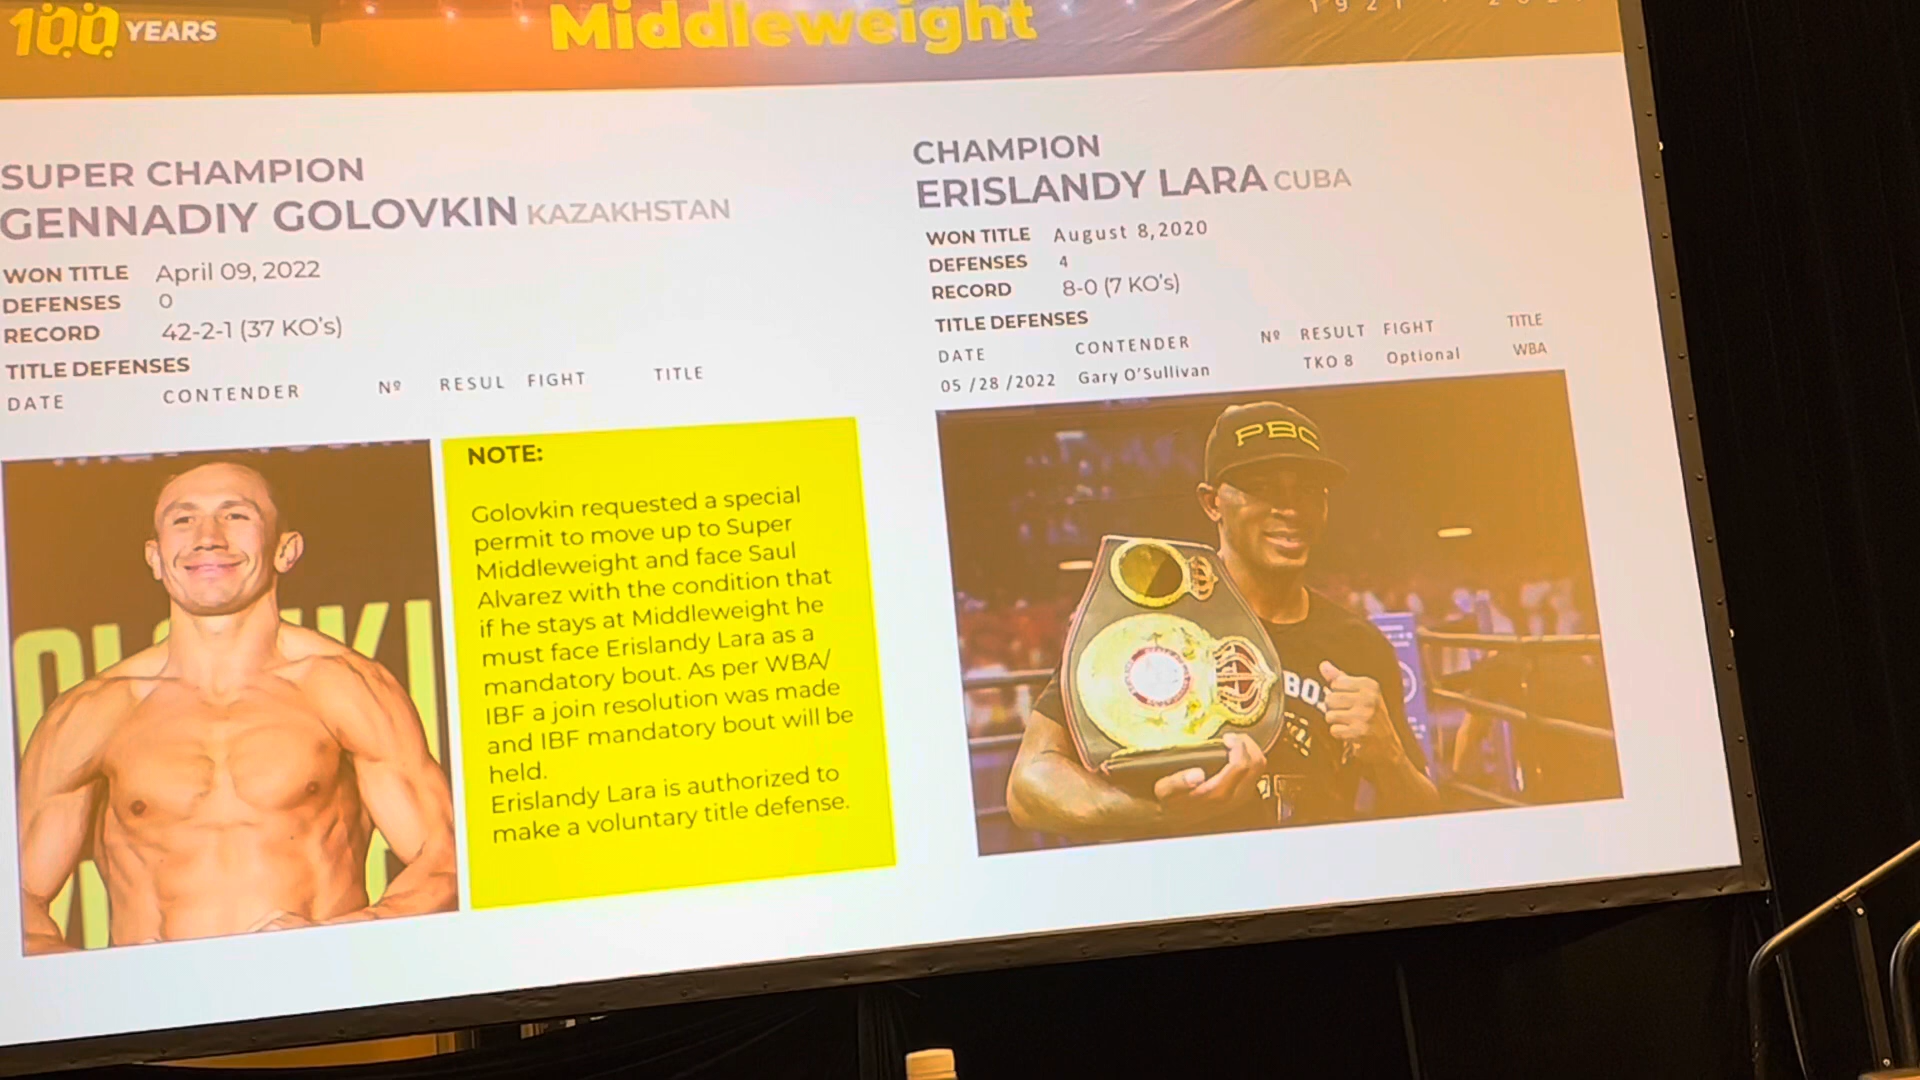 100 YEARS
Middleweight
SUPER CHAMPION
GENNADIY GOLOVKIN KAZAKHSTAN
WON TITLE April 09, 2022
DEFENSES 0
RECORD 42-2-1 (37 KO's)
TITLE DEFENSES
DATE CONTENDER Nº RESUL FIGHT TITLE
NOTE:
Golovkin requested a special
permit to move up to Super
Middleweight and face Saul
Alvarez with the condition that
if he stays at Middleweight he
must face Erislandy Lara as a
mandatory bout. As per WBA/
IBF a join resolution was made
and IBF mandatory bout will be
held.
Erislandy Lara is authorized to
make a voluntary title defense.
CHAMPION
ERISLANDY LARA CUBA
WON TITLE August 8,2020
DEFENSES 4
RECORD 8-0 (7 KO's)
TITLE DEFENSES
DATE CONTENDER Nº RESULT FIGHT TITLE
05 /28 /2022 Gary O'Sullivan TKO 8 Optional WBA
PBC